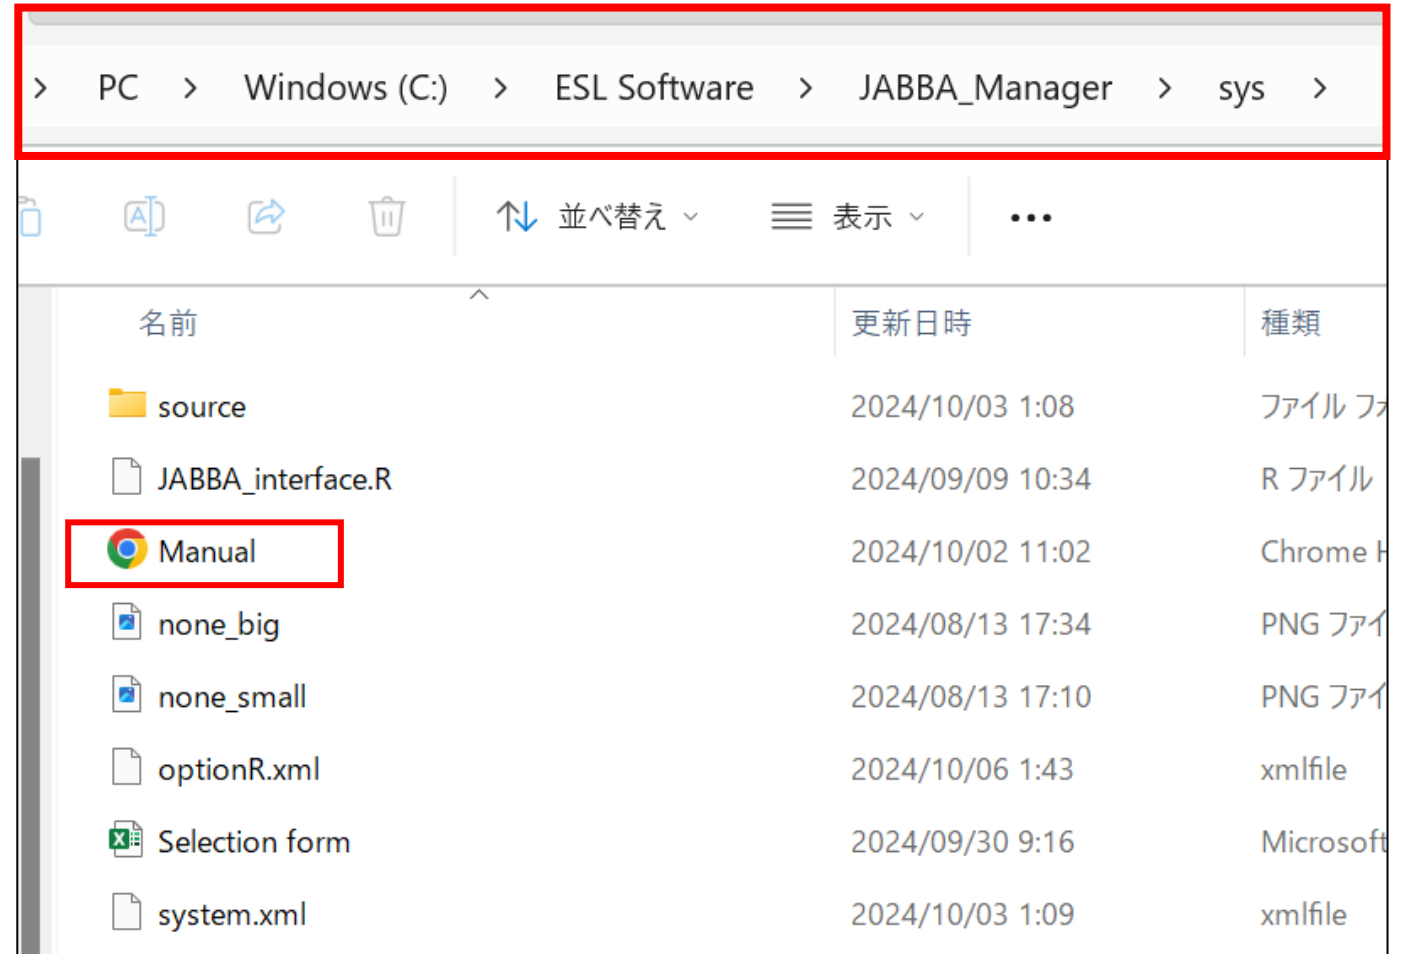 > PC > Windows (C:) > ESL Software > JABBA_Manager > sys >
並べ替え 表示 •••
名前 更新日時 種類
source 2024/10/03 1:08 ファイル フォ
JABBA_interface.R 2024/09/09 10:34 R ファイル
Manual 2024/10/02 11:02 Chrome H
none_big 2024/08/13 17:34 PNG ファイ
none_small 2024/08/13 17:10 PNG ファイ
optionR.xml 2024/10/06 1:43 xmlfile
Selection form 2024/09/30 9:16 Microsoft
system.xml 2024/10/03 1:09 xmlfile